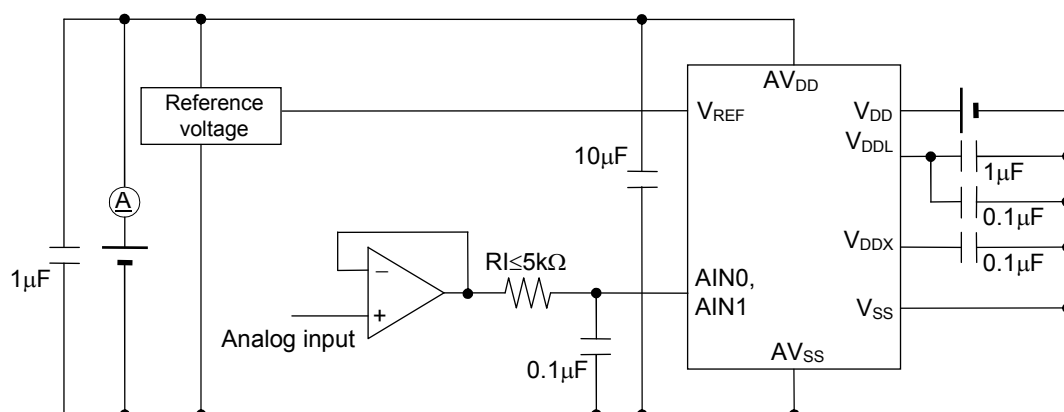 AVDD
Reference
voltage
VREF
VDD
10μF
VDDL
1μF
A
0.1μF
VDDX
0.1μF
1μF
−
RI≤5kΩ
AIN0,
AIN1
+
VSS
Analog input
0.1μF
AVSS